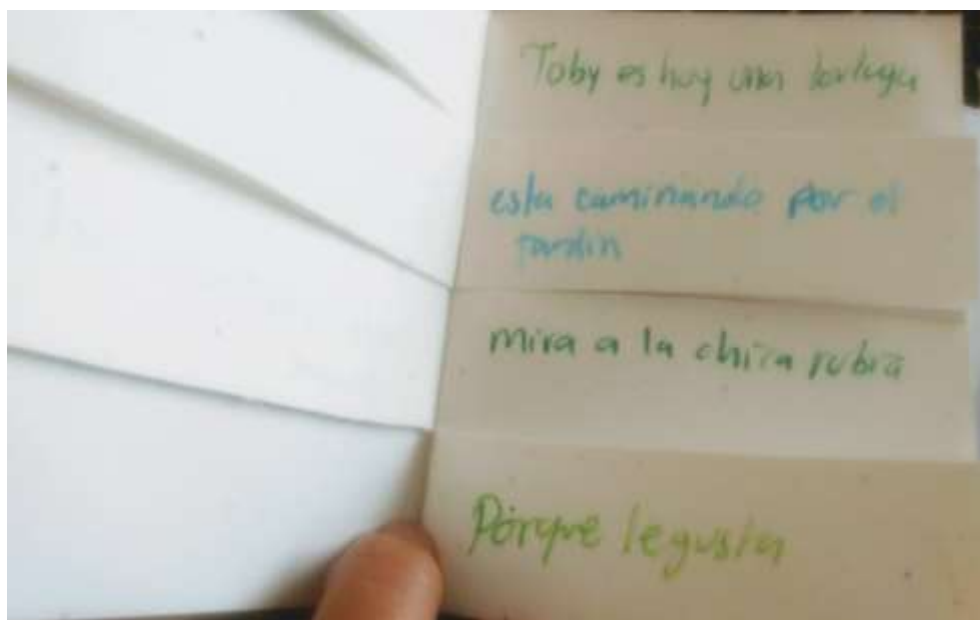 Toby es hoy una tortuga
esta caminando por el
jardin
mira a la chica rubia
Porque le gusta